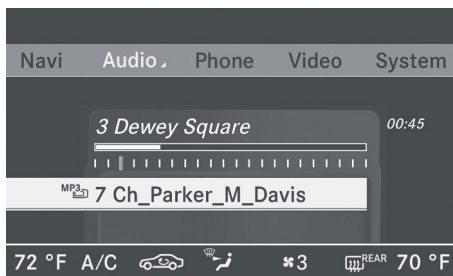 Navi Audio Phone Video System
3 Dewey Square 00:45
MP3 7 Ch_Parker_M_Davis
72 °F A/C 3 REAR 70 °F